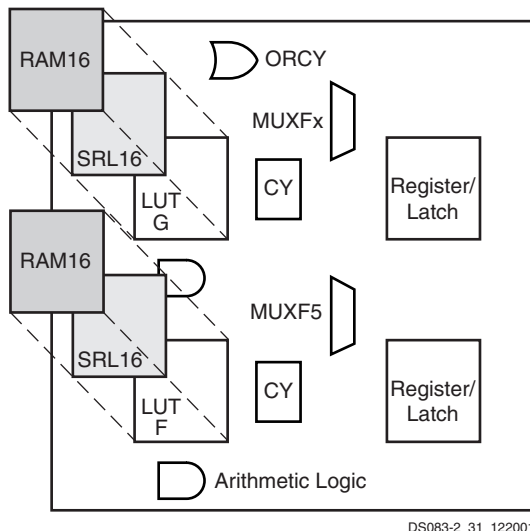 RAM16
ORCY
SRL16
MUXFx
LUT
G
CY
Register/
Latch
RAM16
SRL16
MUXF5
LUT
F
CY
Register/
Latch
Arithmetic Logic
DS083-2_31_122001